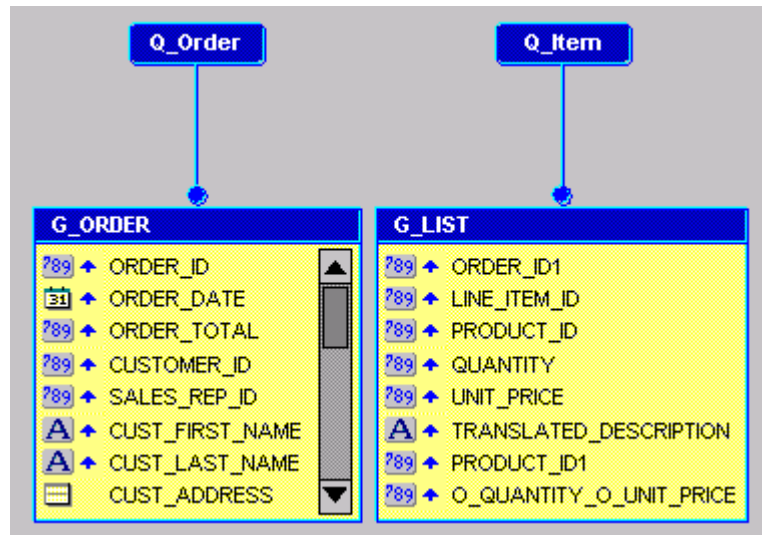 Q_Order
Q_Item
G_ORDER
789 ORDER_ID
31 ORDER_DATE
789 ORDER_TOTAL
789 CUSTOMER_ID
789 SALES_REP_ID
A CUST_FIRST_NAME
A CUST_LAST_NAME
CUST_ADDRESS
G_LIST
789 ORDER_ID1
789 LINE_ITEM_ID
789 PRODUCT_ID
789 QUANTITY
789 UNIT_PRICE
A TRANSLATED_DESCRIPTION
789 PRODUCT_ID1
789 O_QUANTITY_O_UNIT_PRICE